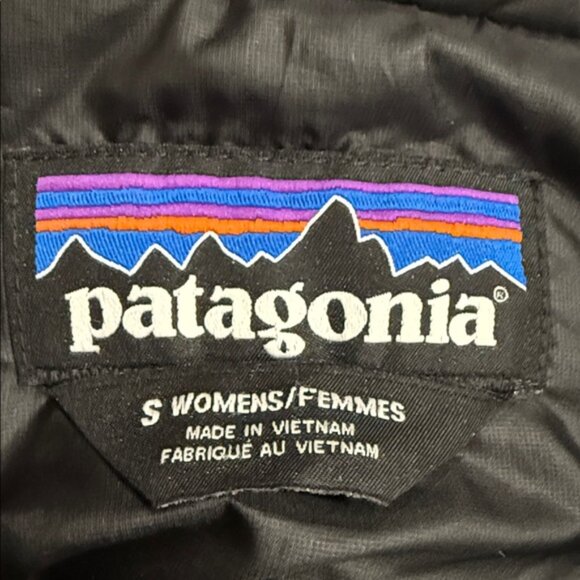 patagonia®
S WOMENS/FEMMES
MADE IN VIETNAM
FABRIQUÉ AU VIETNAM